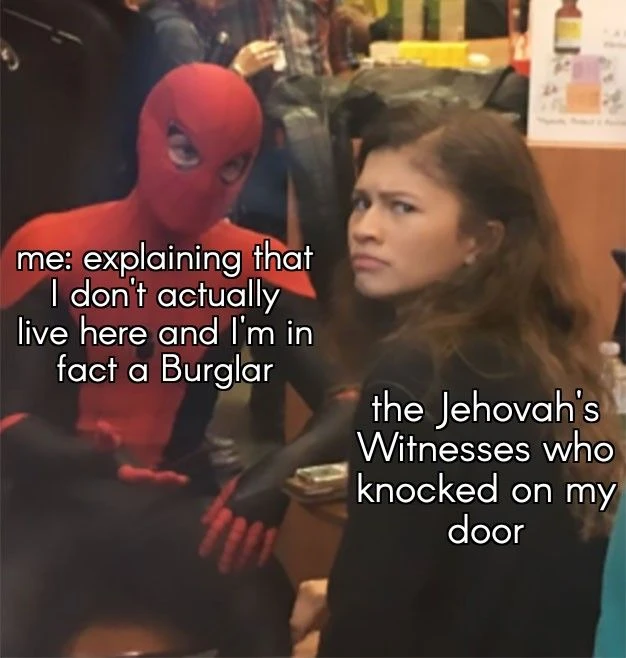 me: explaining that
I don't actually
live here and I'm in
fact a Burglar
the Jehovah's
Witnesses who
knocked on my
door